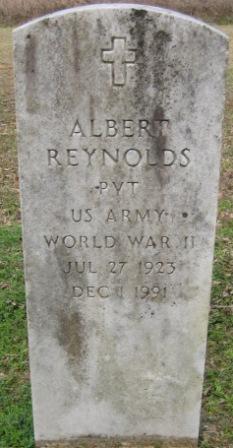 ALBERT
REYNOLDS
PVT
US ARMY
WORLD WAR II
JUL 27 1923
DEC 1 1991